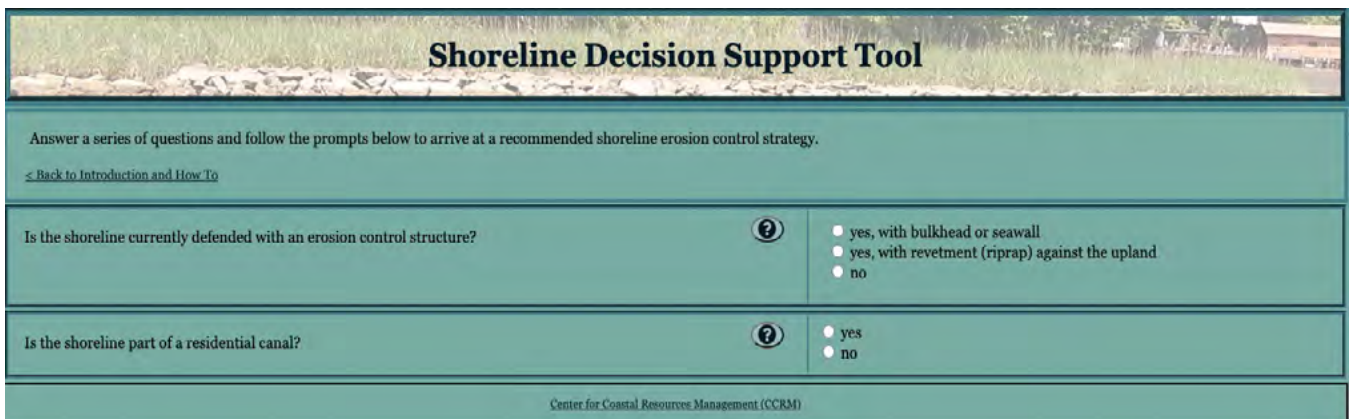 Shoreline Decision Support Tool
Answer a series of questions and follow the prompts below to arrive at a recommended shoreline erosion control strategy.
< Back to Introduction and How To
Is the shoreline currently defended with an erosion control structure?
?
yes, with bulkhead or seawall
yes, with revetment (riprap) against the upland
no
Is the shoreline part of a residential canal?
?
yes
no
Center for Coastal Resources Management (CCRM)